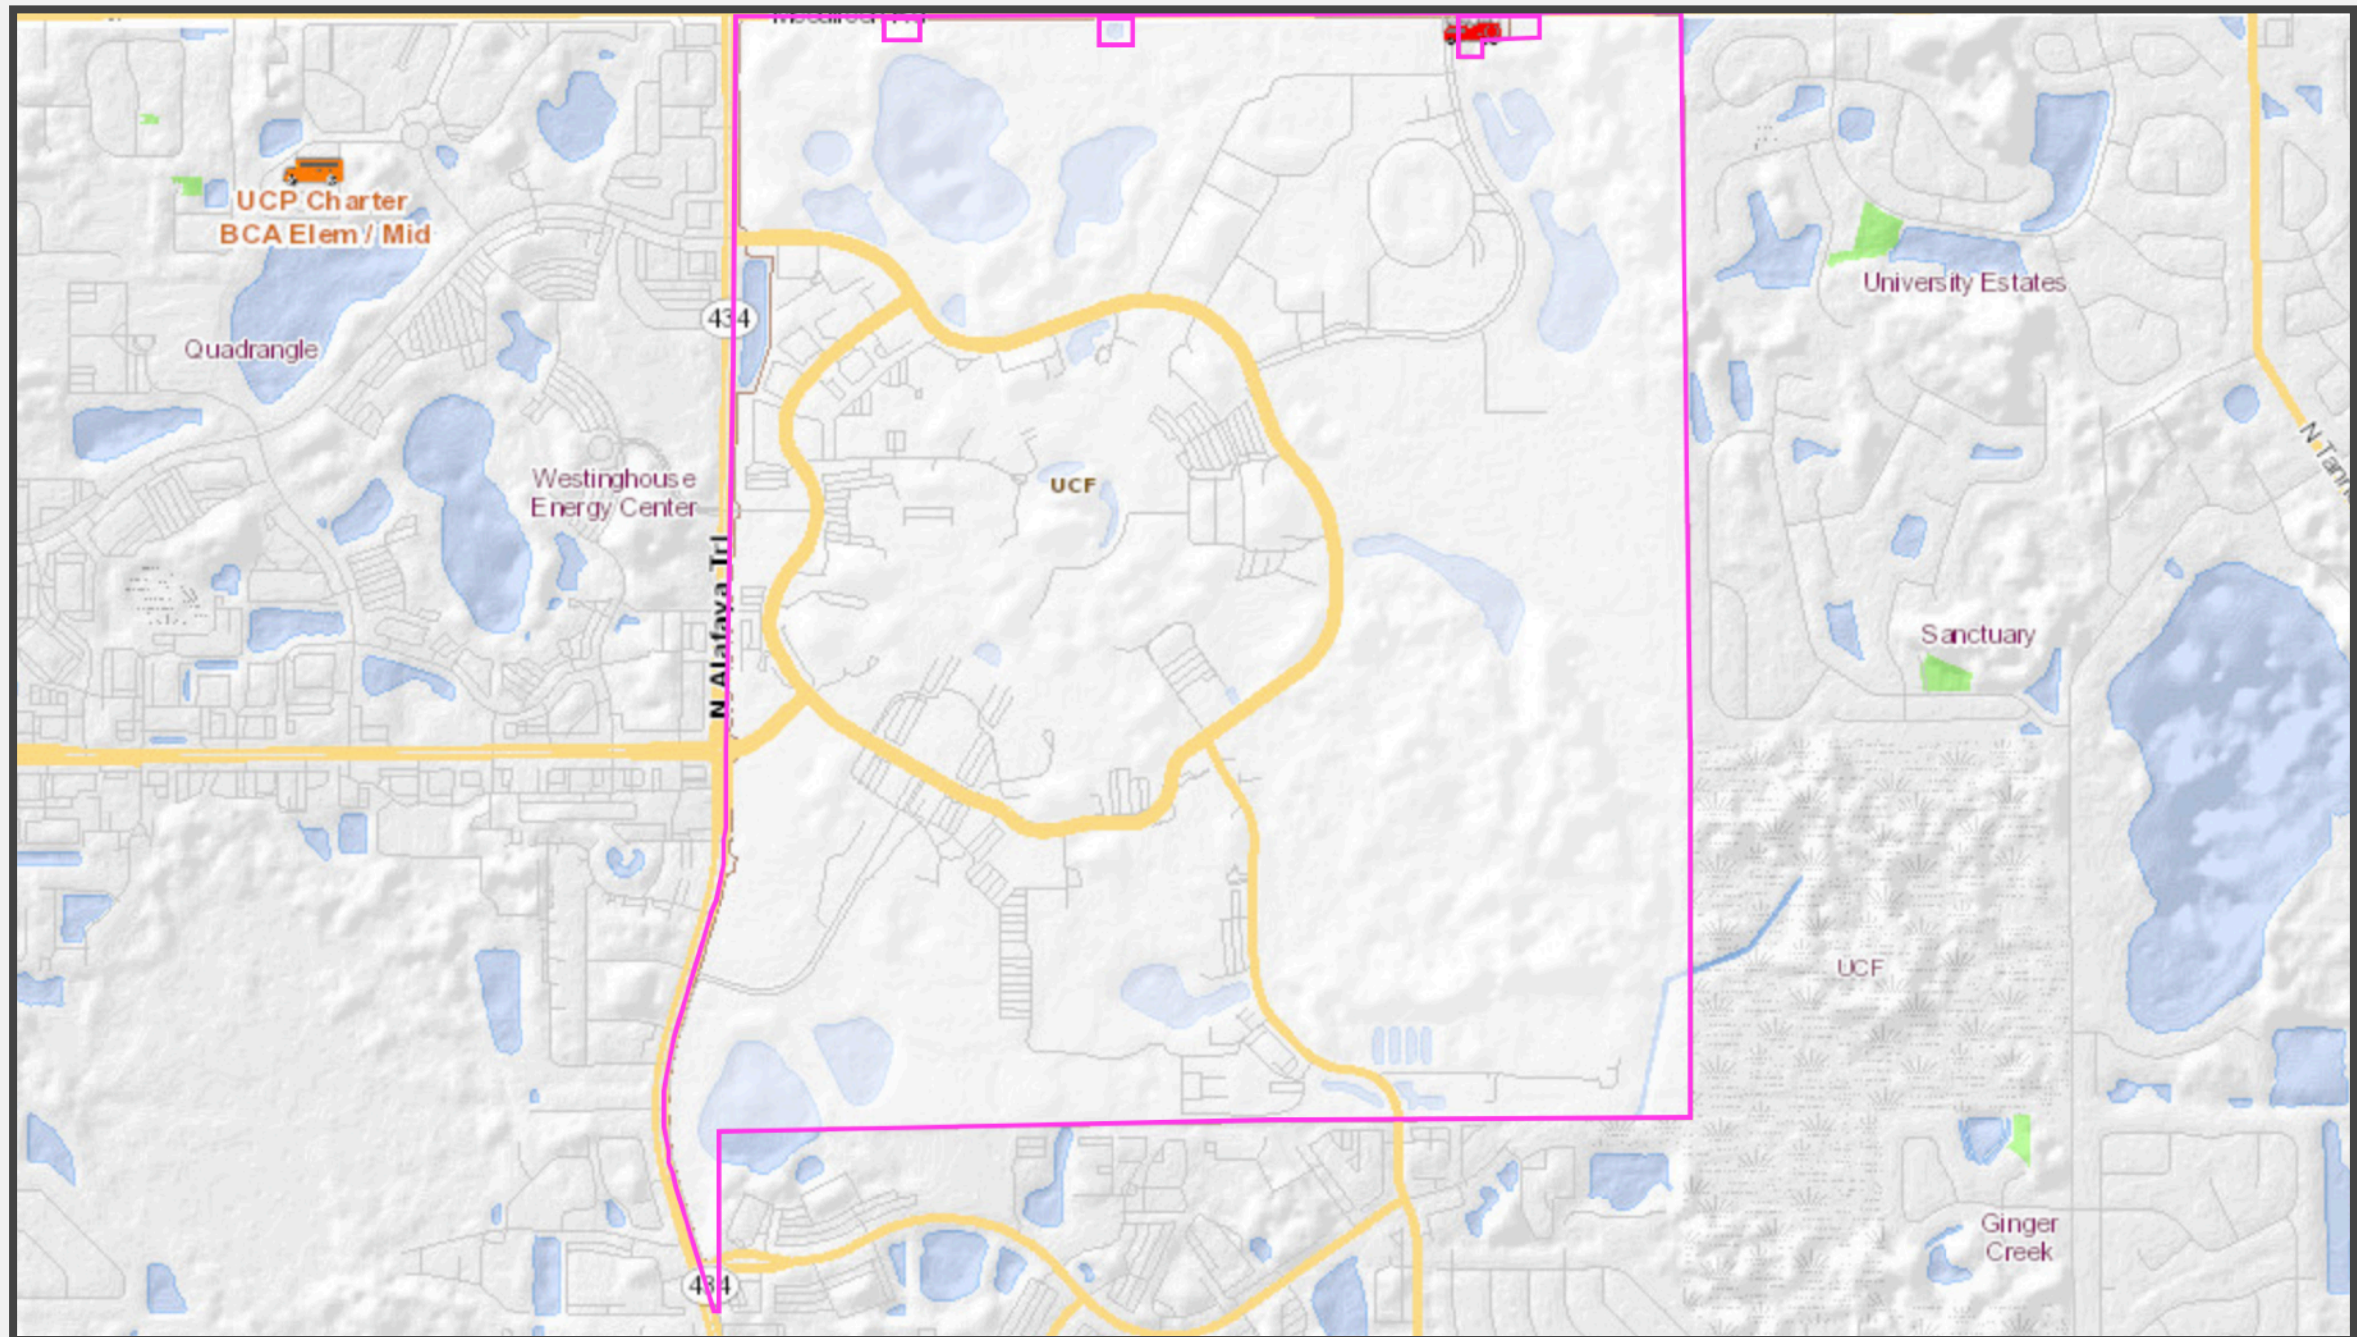 UCP Charter
BCA Elem / Mid
University Estates
434
Quadrangle
Westinghouse
Energy Center
UCF
N Tann
N Alafaya Trl
Sanctuary
UCF
Ginger
Creek
434